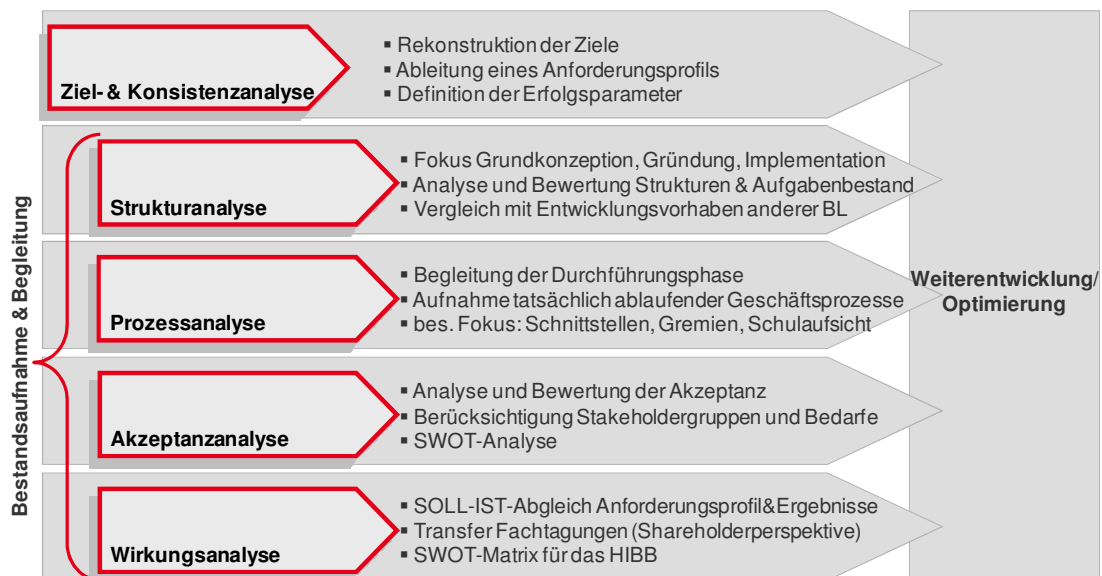 Ziel- & Konsistenzanalyse
▪ Rekonstruktion der Ziele
▪ Ableitung eines Anforderungsprofils
▪ Definition der Erfolgsparameter
Bestandsaufnahme & Begleitung
Strukturanalyse
▪ Fokus Grundkonzeption, Gründung, Implementation
▪ Analyse und Bewertung Strukturen & Aufgabenbestand
▪ Vergleich mit Entwicklungsvorhaben anderer BL
Prozessanalyse
▪ Begleitung der Durchführungsphase
▪ Aufnahme tatsächlich ablaufender Geschäftsprozesse
▪ bes. Fokus: Schnittstellen, Gremien, Schulaufsicht
Akzeptanzanalyse
▪ Analyse und Bewertung der Akzeptanz
▪ Berücksichtigung Stakeholdergruppen und Bedarfe
▪ SWOT-Analyse
Wirkungsanalyse
▪ SOLL-IST-Abgleich Anforderungsprofil&Ergebnisse
▪ Transfer Fachtagungen (Shareholderperspektive)
▪ SWOT-Matrix für das HIBB
Weiterentwicklung/
Optimierung